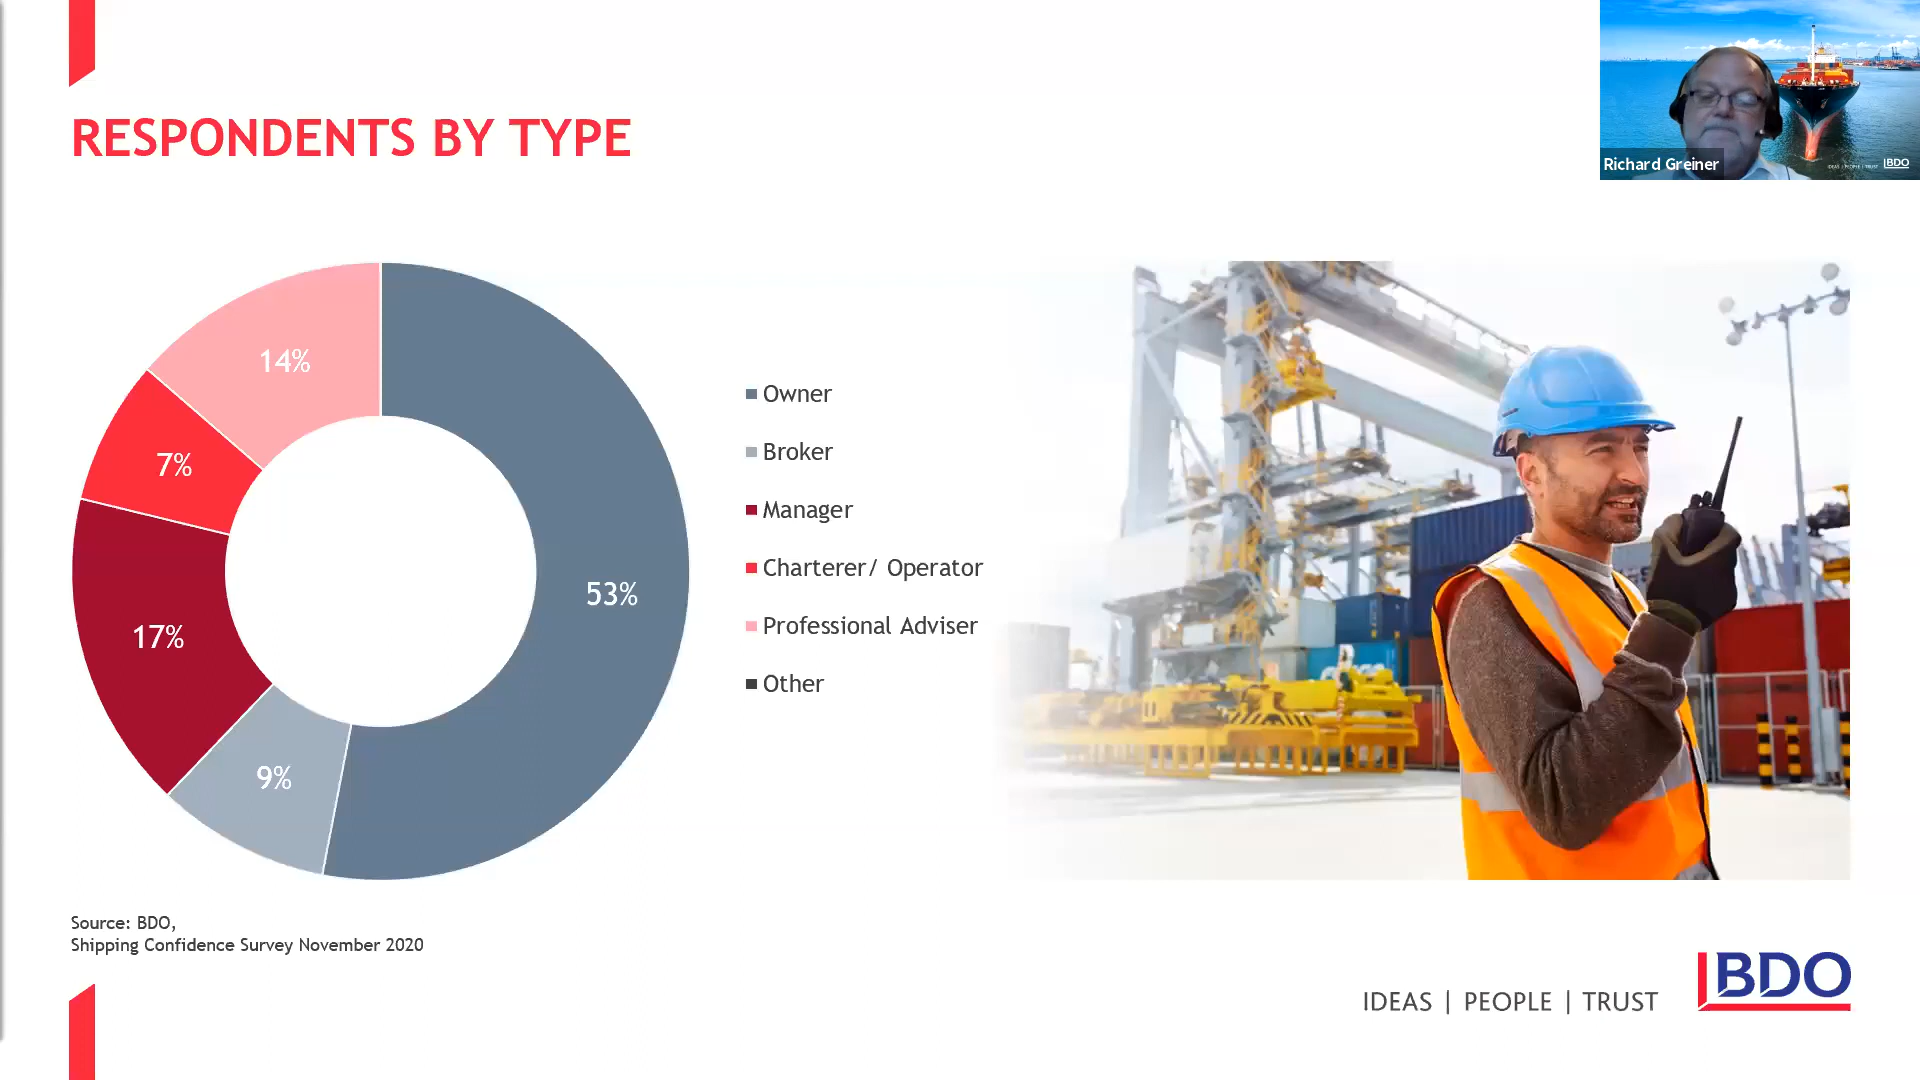 RESPONDENTS BY TYPE
Richard Greiner
BDO
14%
7%
17%
9%
53%
Owner
Broker
Manager
Charterer/ Operator
Professional Adviser
Other
Source: BDO,
Shipping Confidence Survey November 2020
IDEAS | PEOPLE | TRUST
BDO